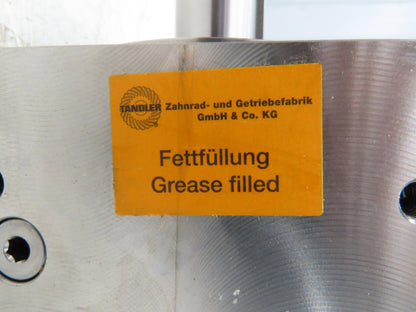 TANDLER
Zahnrad- und Getriebefabrik
GmbH & Co. KG
Fettfüllung
Grease filled